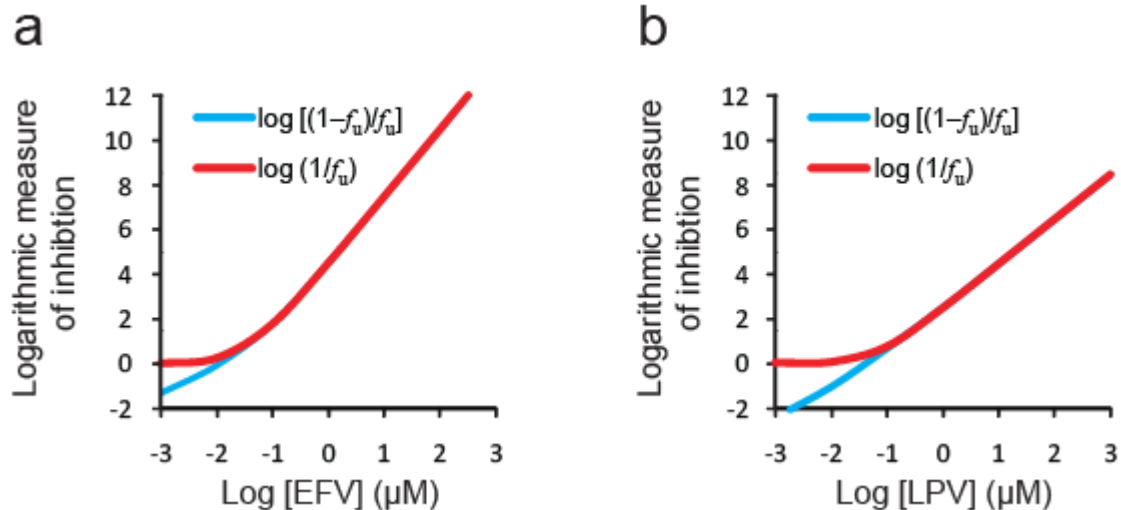 a
Logarithmic measure
of inhibtion
12
10
8
6
4
2
0
-2
log [(1–fu)/fu]
log (1/fu)
-3 -2 -1 0 1 2 3
Log [EFV] (µM)
b
Logarithmic measure
of inhibtion
12
10
8
6
4
2
0
-2
log [(1–fu)/fu]
log (1/fu)
-3 -2 -1 0 1 2 3
Log [LPV] (µM)